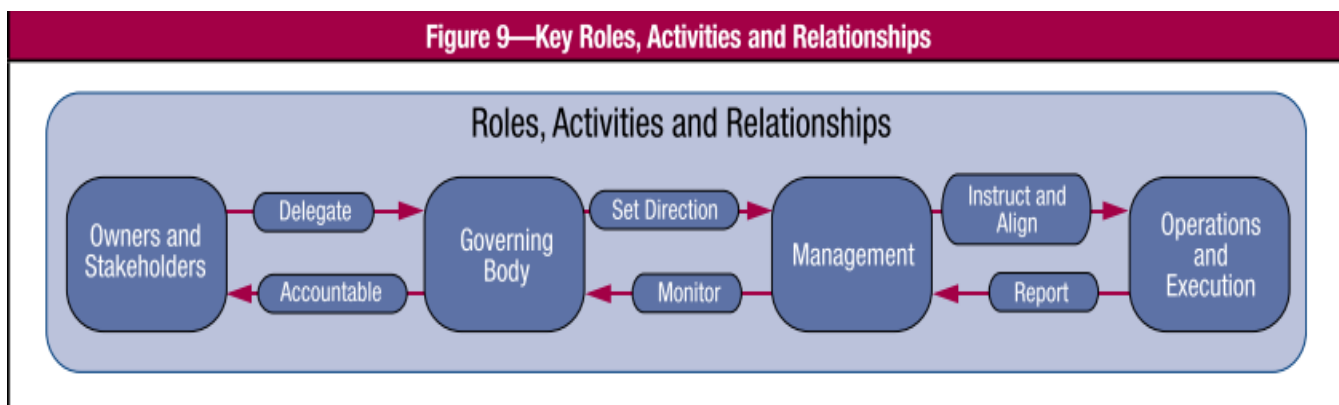 Figure 9—Key Roles, Activities and Relationships
Roles, Activities and Relationships
Owners and
Stakeholders
Delegate
Accountable
Governing
Body
Set Direction
Monitor
Management
Instruct and
Align
Report
Operations
and
Execution